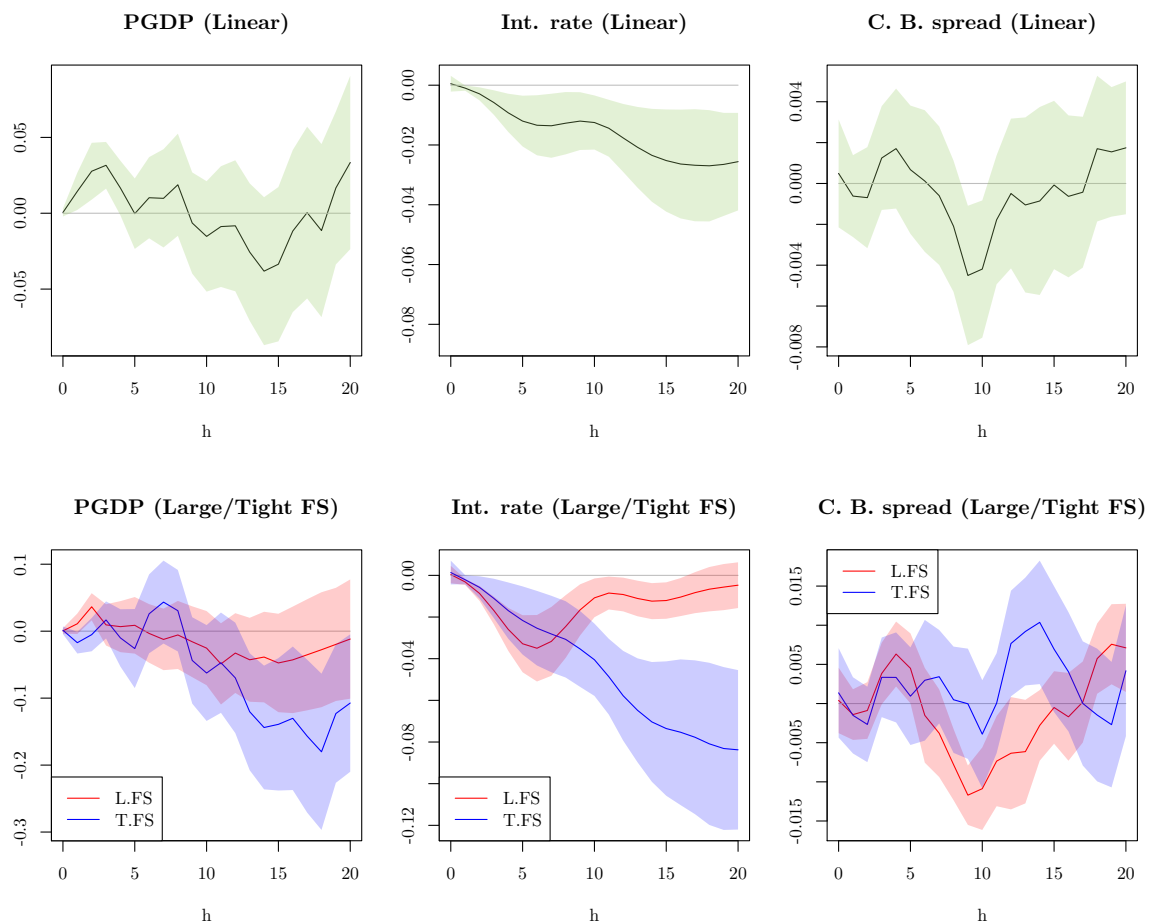 PGDP (Linear)
Int. rate (Linear)
C. B. spread (Linear)
0.05
0.00
-0.05
0 5 10 15 20
h
0.00
-0.02
-0.04
-0.06
-0.08
0 5 10 15 20
h
0.004
0.000
-0.004
-0.008
0 5 10 15 20
h
PGDP (Large/Tight FS)
Int. rate (Large/Tight FS)
C. B. spread (Large/Tight FS)
0.1
0.0
-0.1
-0.2
-0.3
L.FS
T.FS
0 5 10 15 20
h
0.00
-0.04
-0.08
-0.12
L.FS
T.FS
0 5 10 15 20
h
L.FS
T.FS
0.015
0.005
-0.005
-0.015
0 5 10 15 20
h